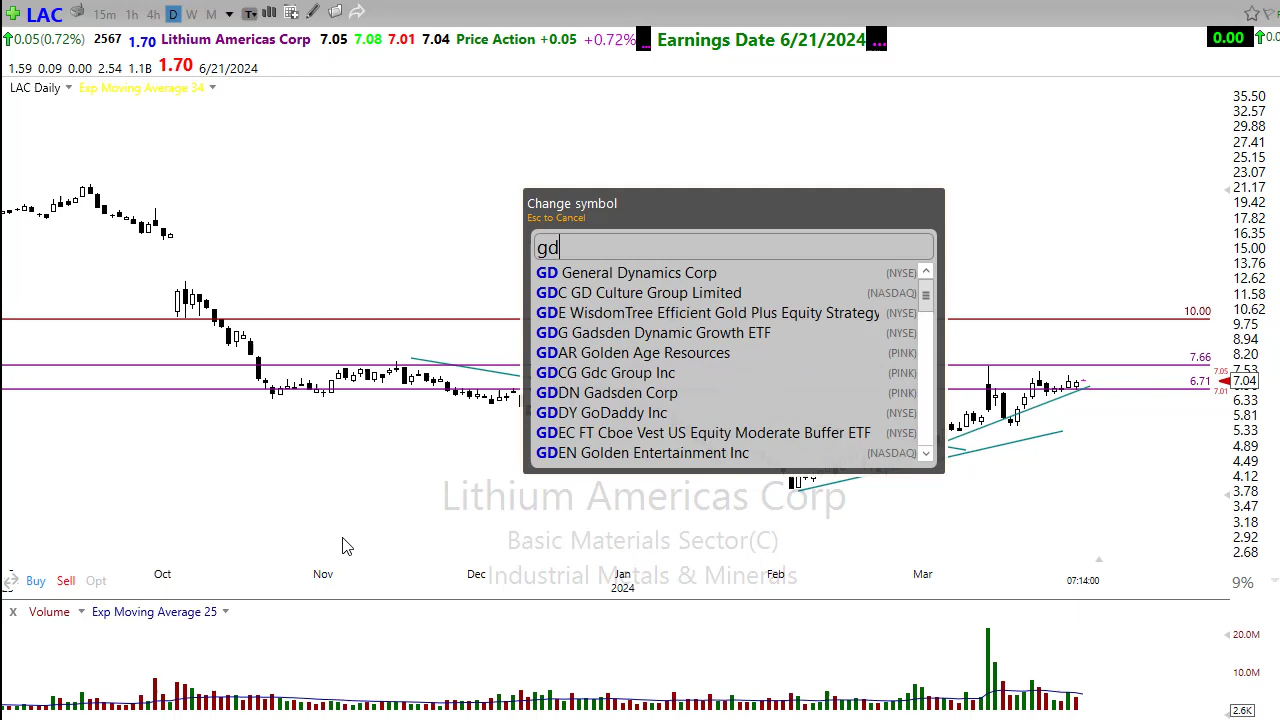 LAC 15m 1h 4h D W M T
0.05(0.72%) 2567 1.70 Lithium Americas Corp 7.05 7.08 7.01 7.04 Price Action +0.05 +0.72% ... Earnings Date 6/21/2024 ... 0.00
1.59 0.09 0.00 2.54 1.1B 1.70 6/21/2024
LAC Daily Exp Moving Average 34
Change symbol
Esc to Cancel
gd
GD General Dynamics Corp (NYSE)
GDC GD Culture Group Limited (NASDAQ)
GDE WisdomTree Efficient Gold Plus Equity Strategy (NYSE)
GDG Gadsden Dynamic Growth ETF (NYSE)
GDAR Golden Age Resources (PINK)
GDCG Gdc Group Inc (PINK)
GDDN Gadsden Corp (PINK)
GDDY GoDaddy Inc (NYSE)
GDEC FT Cboe Vest US Equity Moderate Buffer ETF (NYSE)
GDEN Golden Entertainment Inc (NASDAQ)
35.50
32.57
29.88
27.41
25.15
23.07
21.17
19.42
17.82
16.35
15.00
13.76
12.62
11.58
10.00
10.62
9.75
8.94
8.20
7.66
7.53
7.05
7.04
6.71
7.01
6.33
5.81
5.33
4.89
4.49
4.12
3.78
3.47
3.18
2.92
2.68
Lithium Americas Corp
Basic Materials Sector(C)
Industrial Metals & Minerals
Oct Nov Dec Jan Feb Mar
2024
07:14:00
Buy Sell Opt
9%
x Volume Exp Moving Average 25
20.0M
10.0M
2.6K